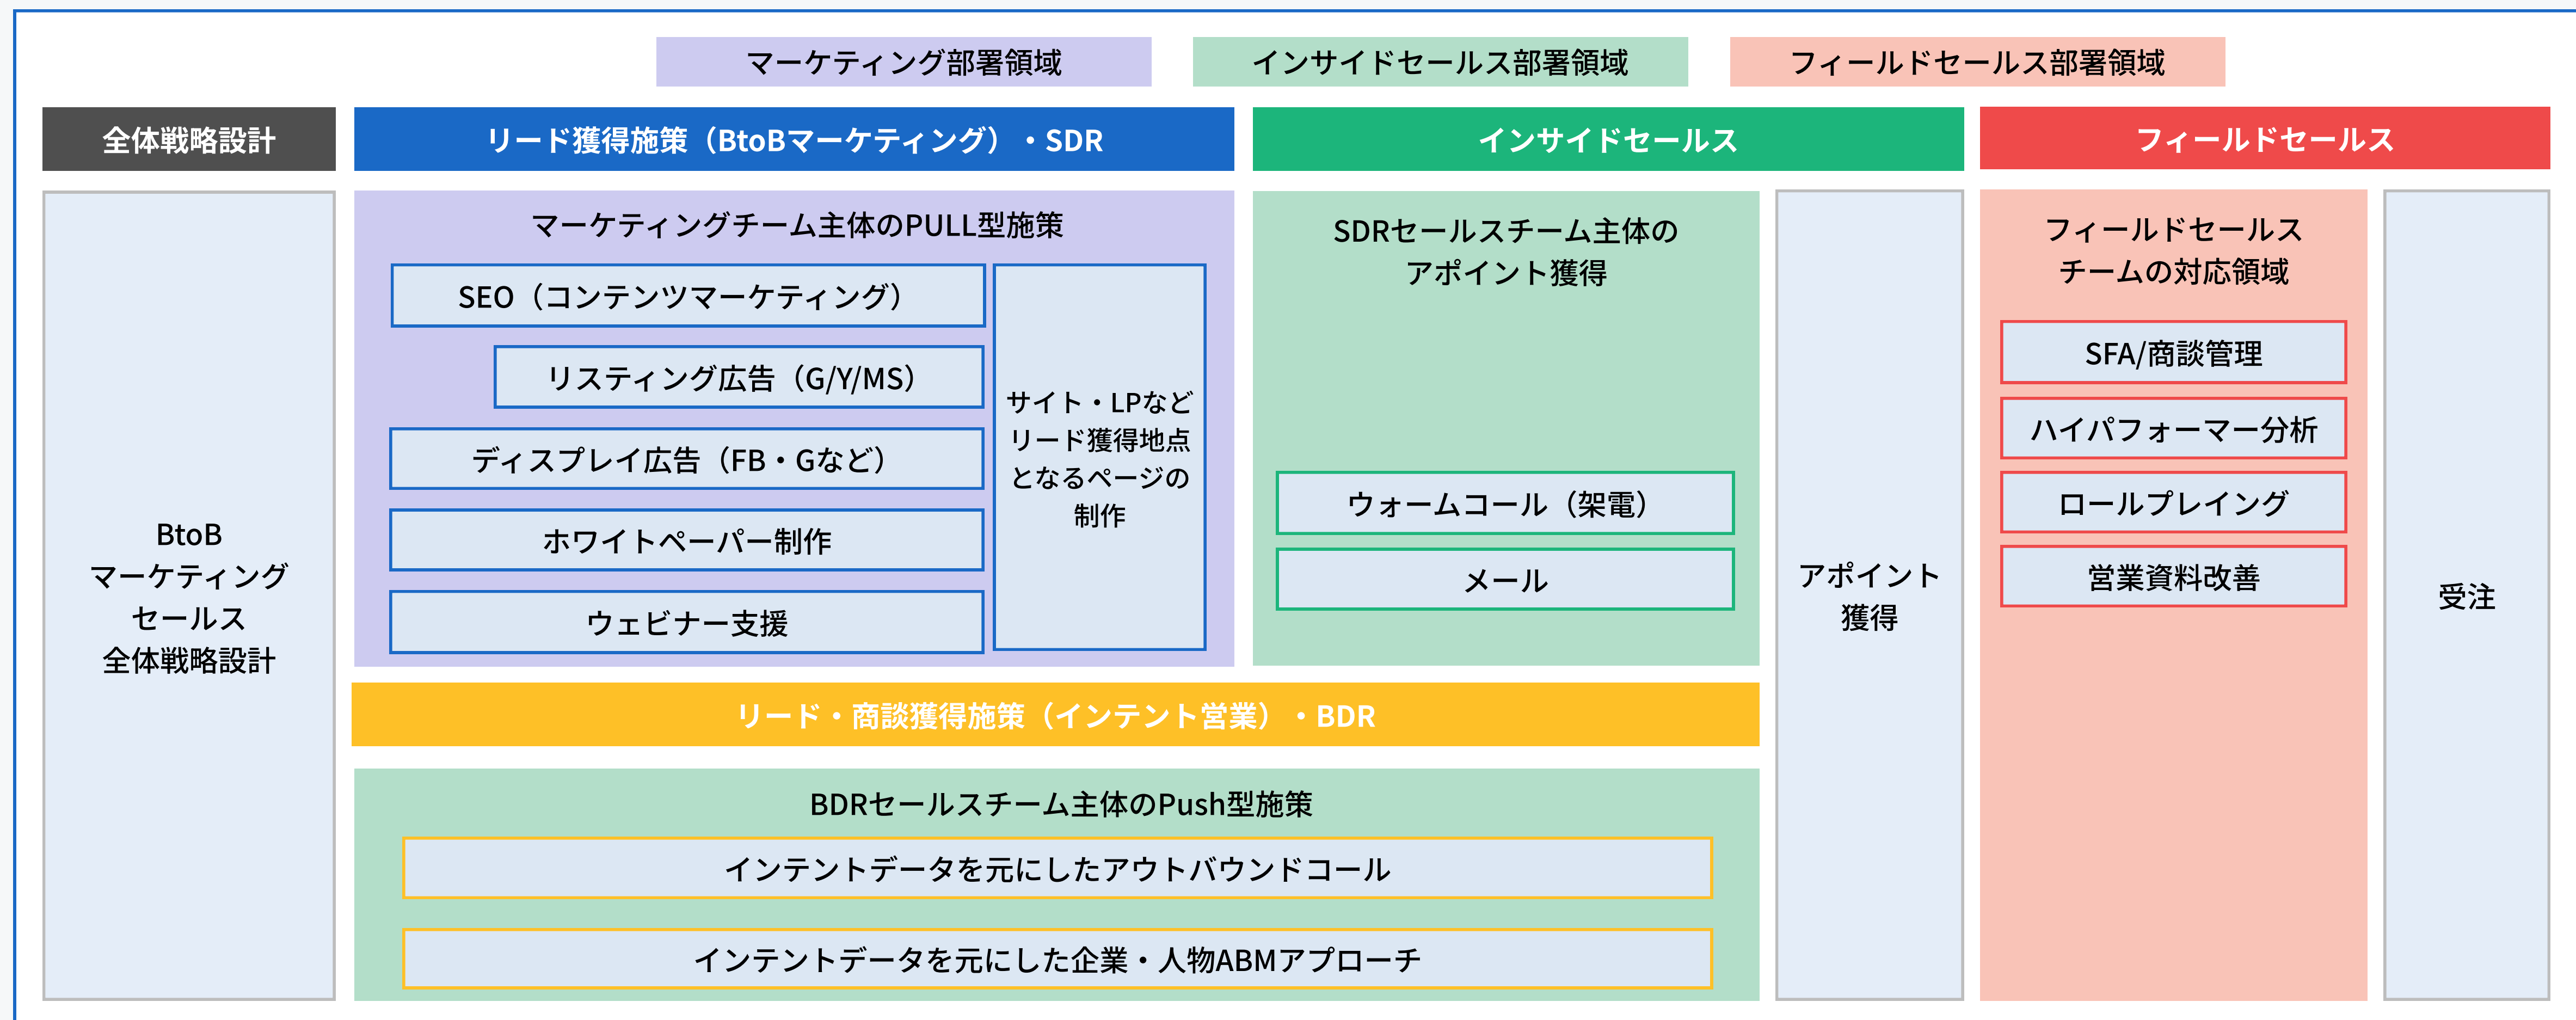 マーケティング部署領域
インサイドセールス部署領域
フィールドセールス部署領域
全体戦略設計
リード獲得施策（BtoBマーケティング）・SDR
インサイドセールス
フィールドセールス
BtoB
マーケティング
セールス
全体戦略設計
マーケティングチーム主体のPULL型施策
SEO（コンテンツマーケティング）
リスティング広告（G/Y/MS）
ディスプレイ広告（FB・Gなど）
ホワイトペーパー制作
ウェビナー支援
サイト・LPなど
リード獲得地点
となるページの
制作
SDRセールスチーム主体の
アポイント獲得
ウォームコール（架電）
メール
リード・商談獲得施策（インテント営業）・BDR
BDRセールスチーム主体のPush型施策
インテントデータを元にしたアウトバウンドコール
インテントデータを元にした企業・人物ABMアプローチ
アポイント
獲得
フィールドセールス
チームの対応領域
SFA/商談管理
ハイパフォーマー分析
ロールプレイング
営業資料改善
受注